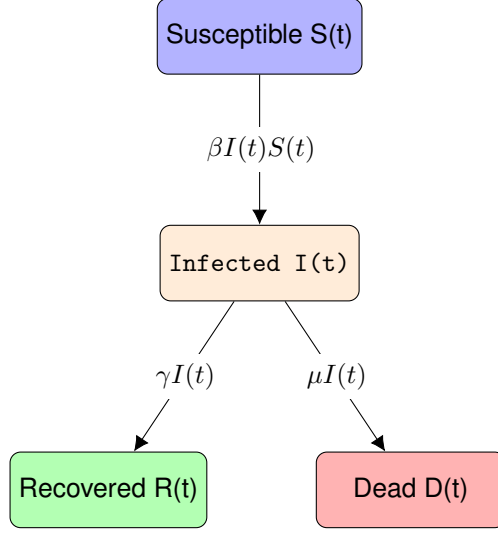 Susceptible S(t)
βI(t)S(t)
Infected I(t)
γI(t)
μI(t)
Recovered R(t)
Dead D(t)